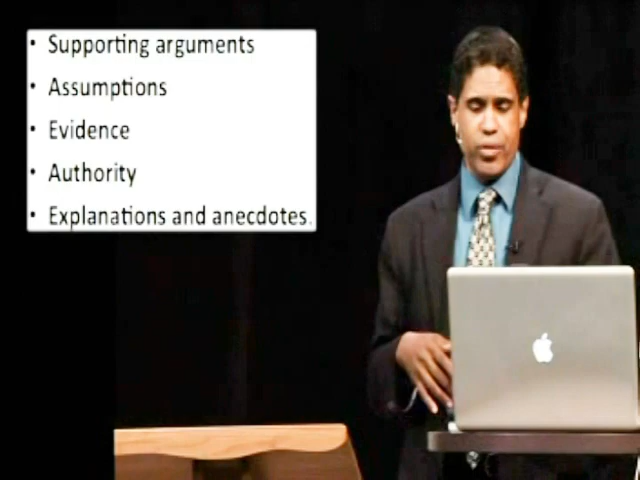 • Supporting arguments
• Assumptions
• Evidence
• Authority
• Explanations and anecdotes.